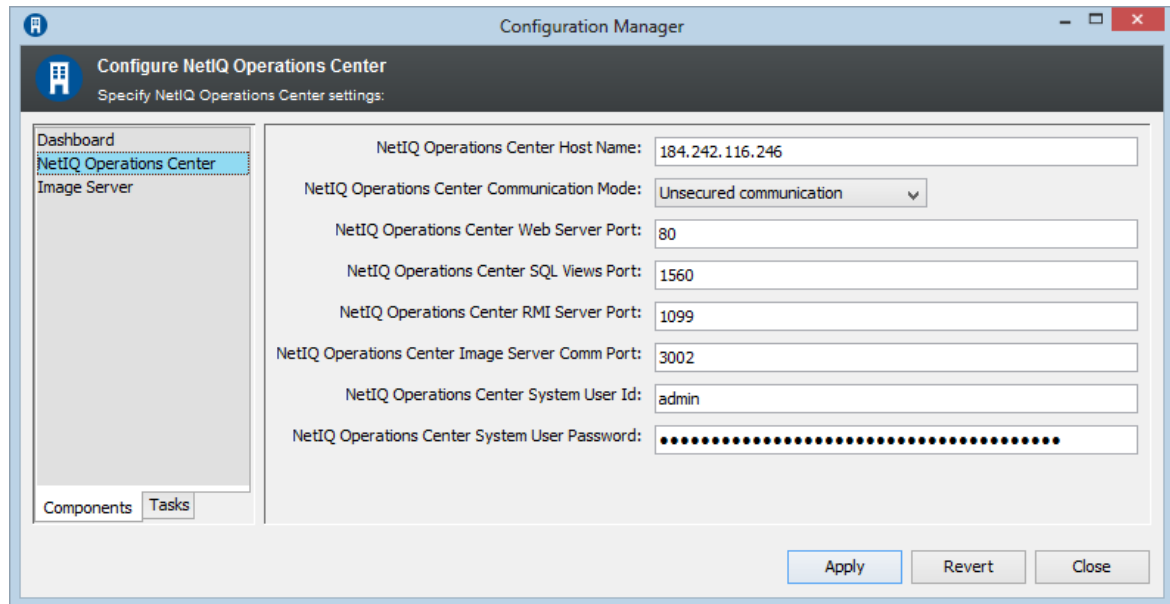 Configuration Manager
Configure NetIQ Operations Center
Specify NetIQ Operations Center settings:
Dashboard
NetIQ Operations Center
Image Server
Components
Tasks
NetIQ Operations Center Host Name: 184.242.116.246
NetIQ Operations Center Communication Mode: Unsecured communication
NetIQ Operations Center Web Server Port: 80
NetIQ Operations Center SQL Views Port: 1560
NetIQ Operations Center RMI Server Port: 1099
NetIQ Operations Center Image Server Comm Port: 3002
NetIQ Operations Center System User Id: admin
NetIQ Operations Center System User Password: ●●●●●●●●●●●●●●●●●●●●●●●●●●●●●●●●●●●●●●●●
Apply
Revert
Close